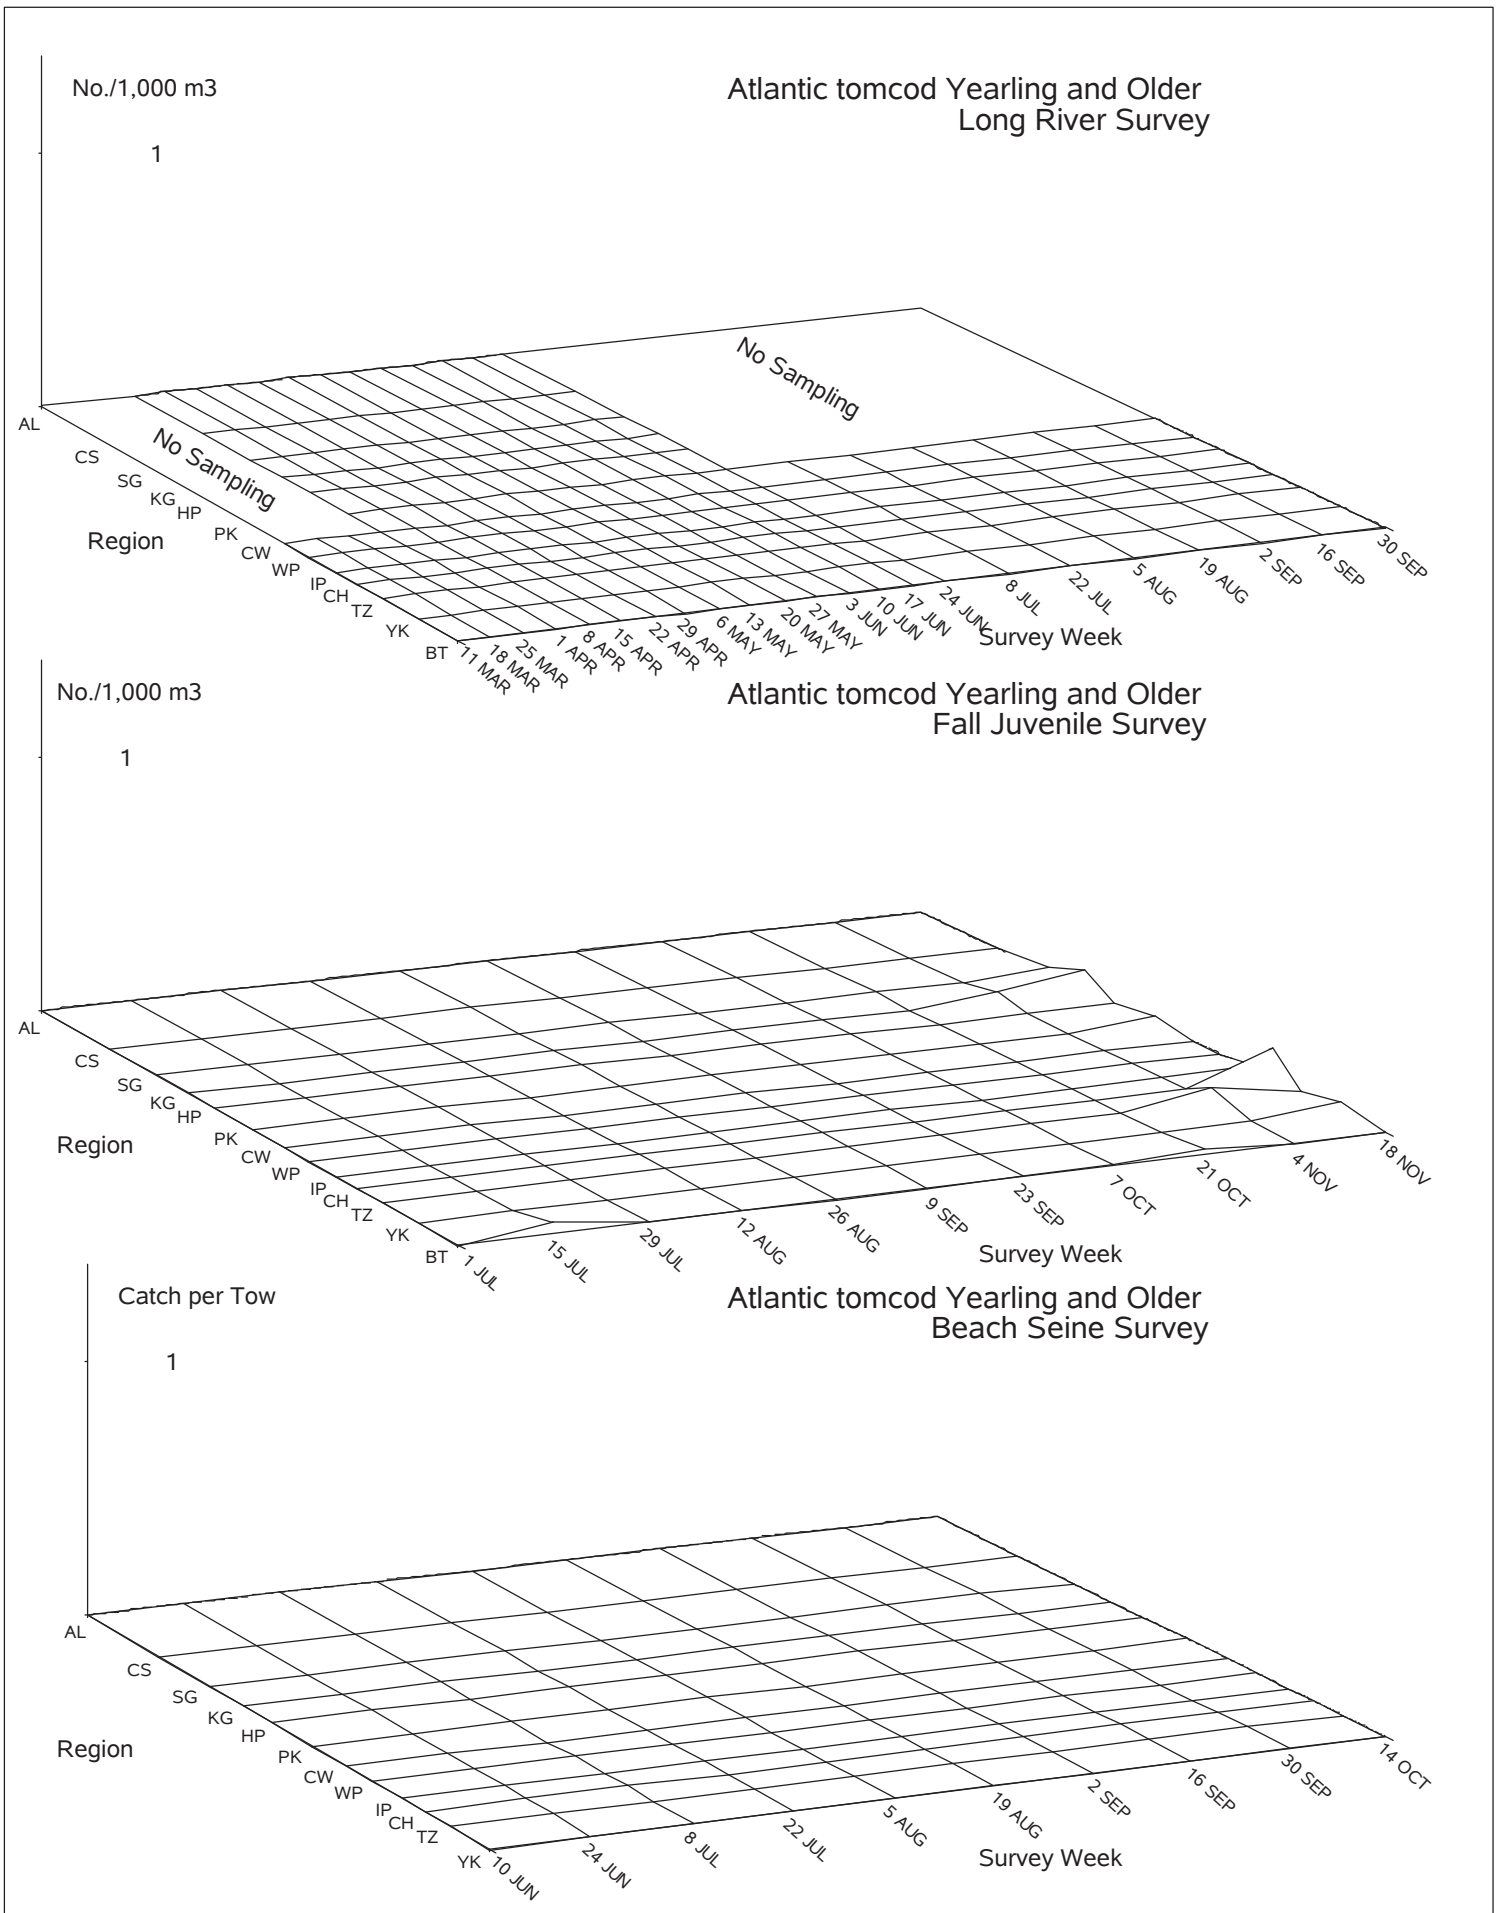 No./1,000 m3
Atlantic tomcod Yearling and Older
Long River Survey
1
No Sampling
No Sampling
AL
CS
SG
KG
HP
PK
CW
WP
IP
CH
TZ
YK
BT
Region
11 MAR
18 MAR
25 MAR
1 APR
8 APR
15 APR
22 APR
29 APR
6 MAY
13 MAY
20 MAY
27 MAY
3 JUN
10 JUN
17 JUN
24 JUN
8 JUL
22 JUL
5 AUG
19 AUG
2 SEP
16 SEP
30 SEP
Survey Week
No./1,000 m3
Atlantic tomcod Yearling and Older
Fall Juvenile Survey
1
AL
CS
SG
KG
HP
PK
CW
WP
IP
CH
TZ
YK
BT
Region
1 JUL
15 JUL
29 JUL
12 AUG
26 AUG
9 SEP
23 SEP
7 OCT
21 OCT
4 NOV
18 NOV
Survey Week
Catch per Tow
Atlantic tomcod Yearling and Older
Beach Seine Survey
1
AL
CS
SG
KG
HP
PK
CW
WP
IP
CH
TZ
YK
Region
10 JUN
24 JUN
8 JUL
22 JUL
5 AUG
19 AUG
2 SEP
16 SEP
30 SEP
14 OCT
Survey Week